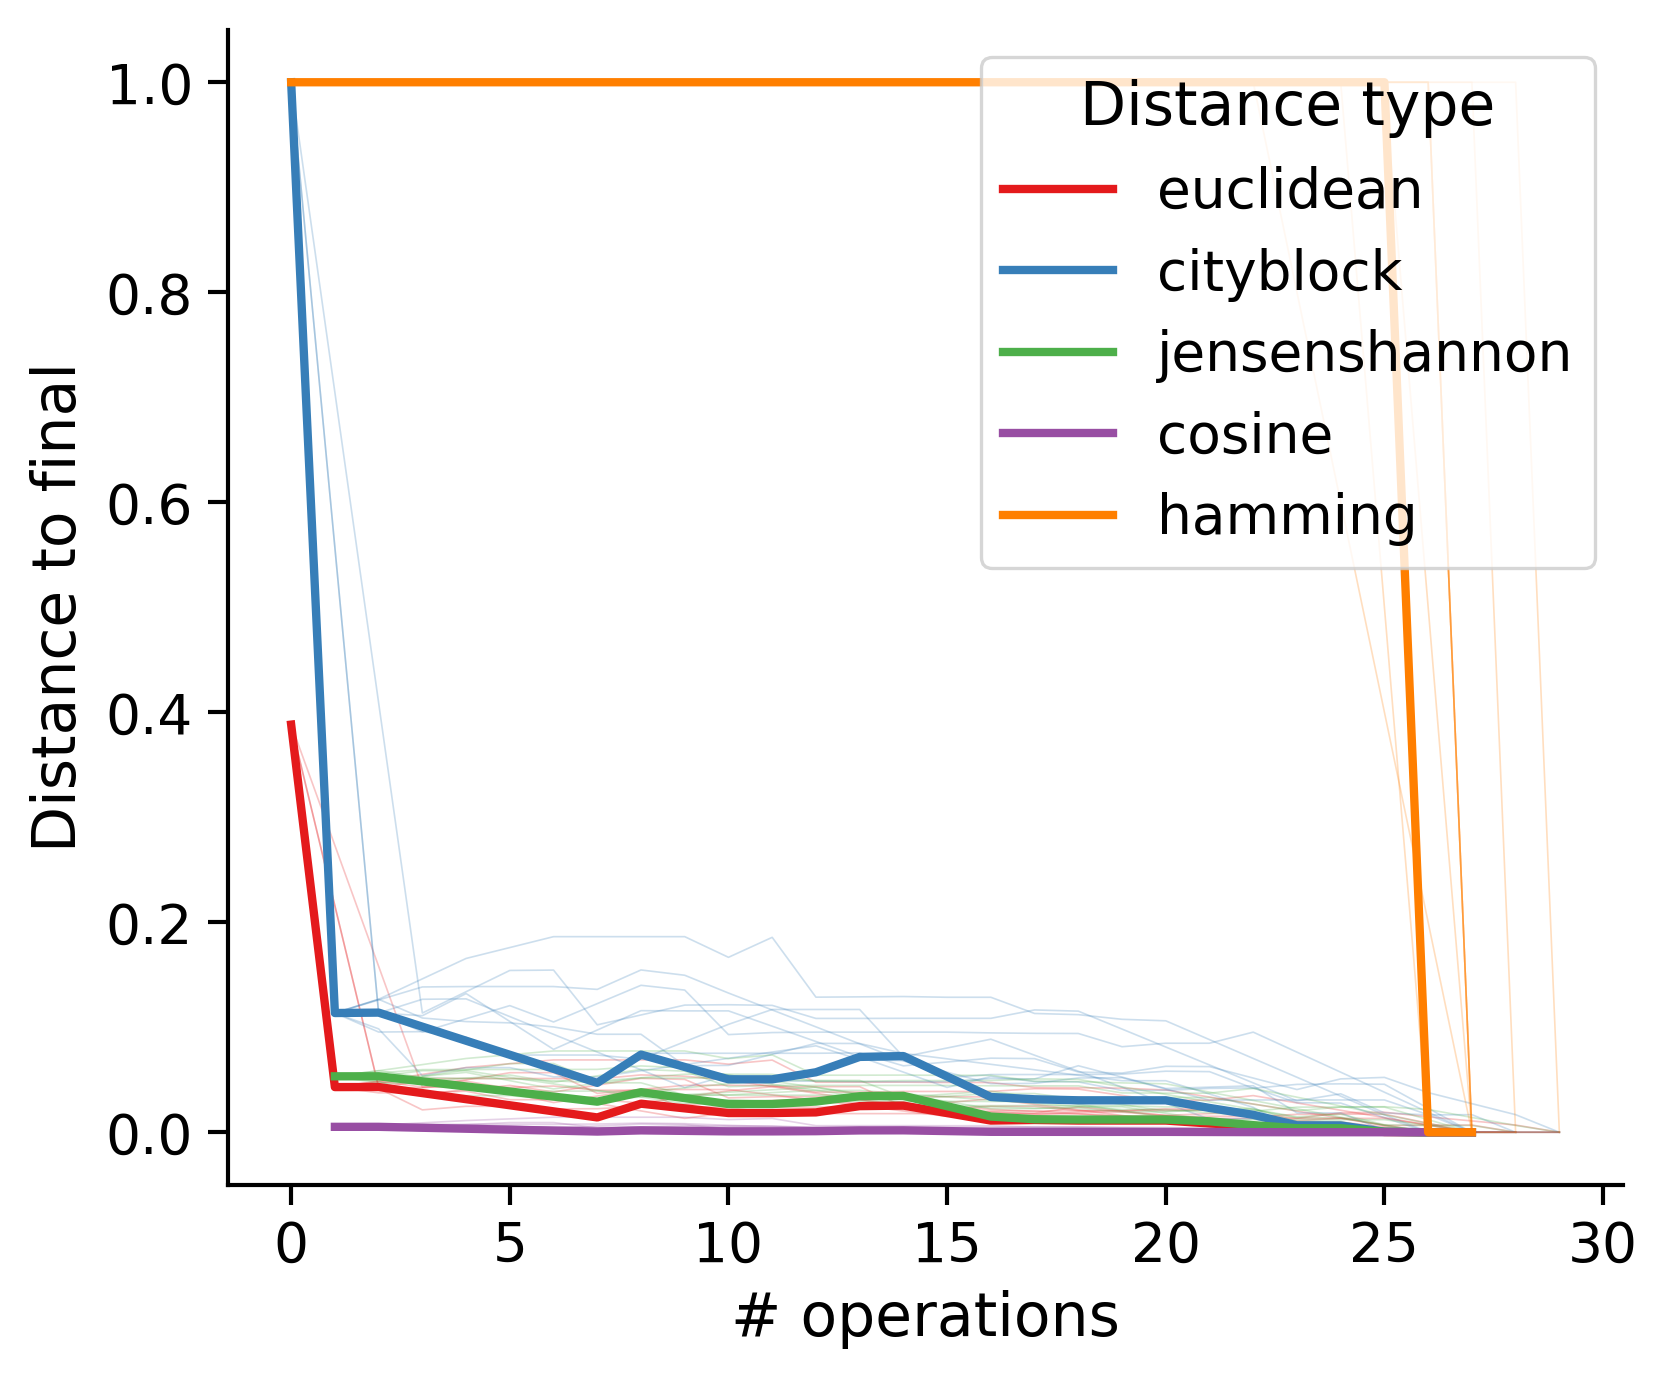 Distance type
euclidean
cityblock
jensenshannon
cosine
hamming
Distance to final
1.0
0.8
0.6
0.4
0.2
0.0
0 5 10 15 20 25 30
# operations